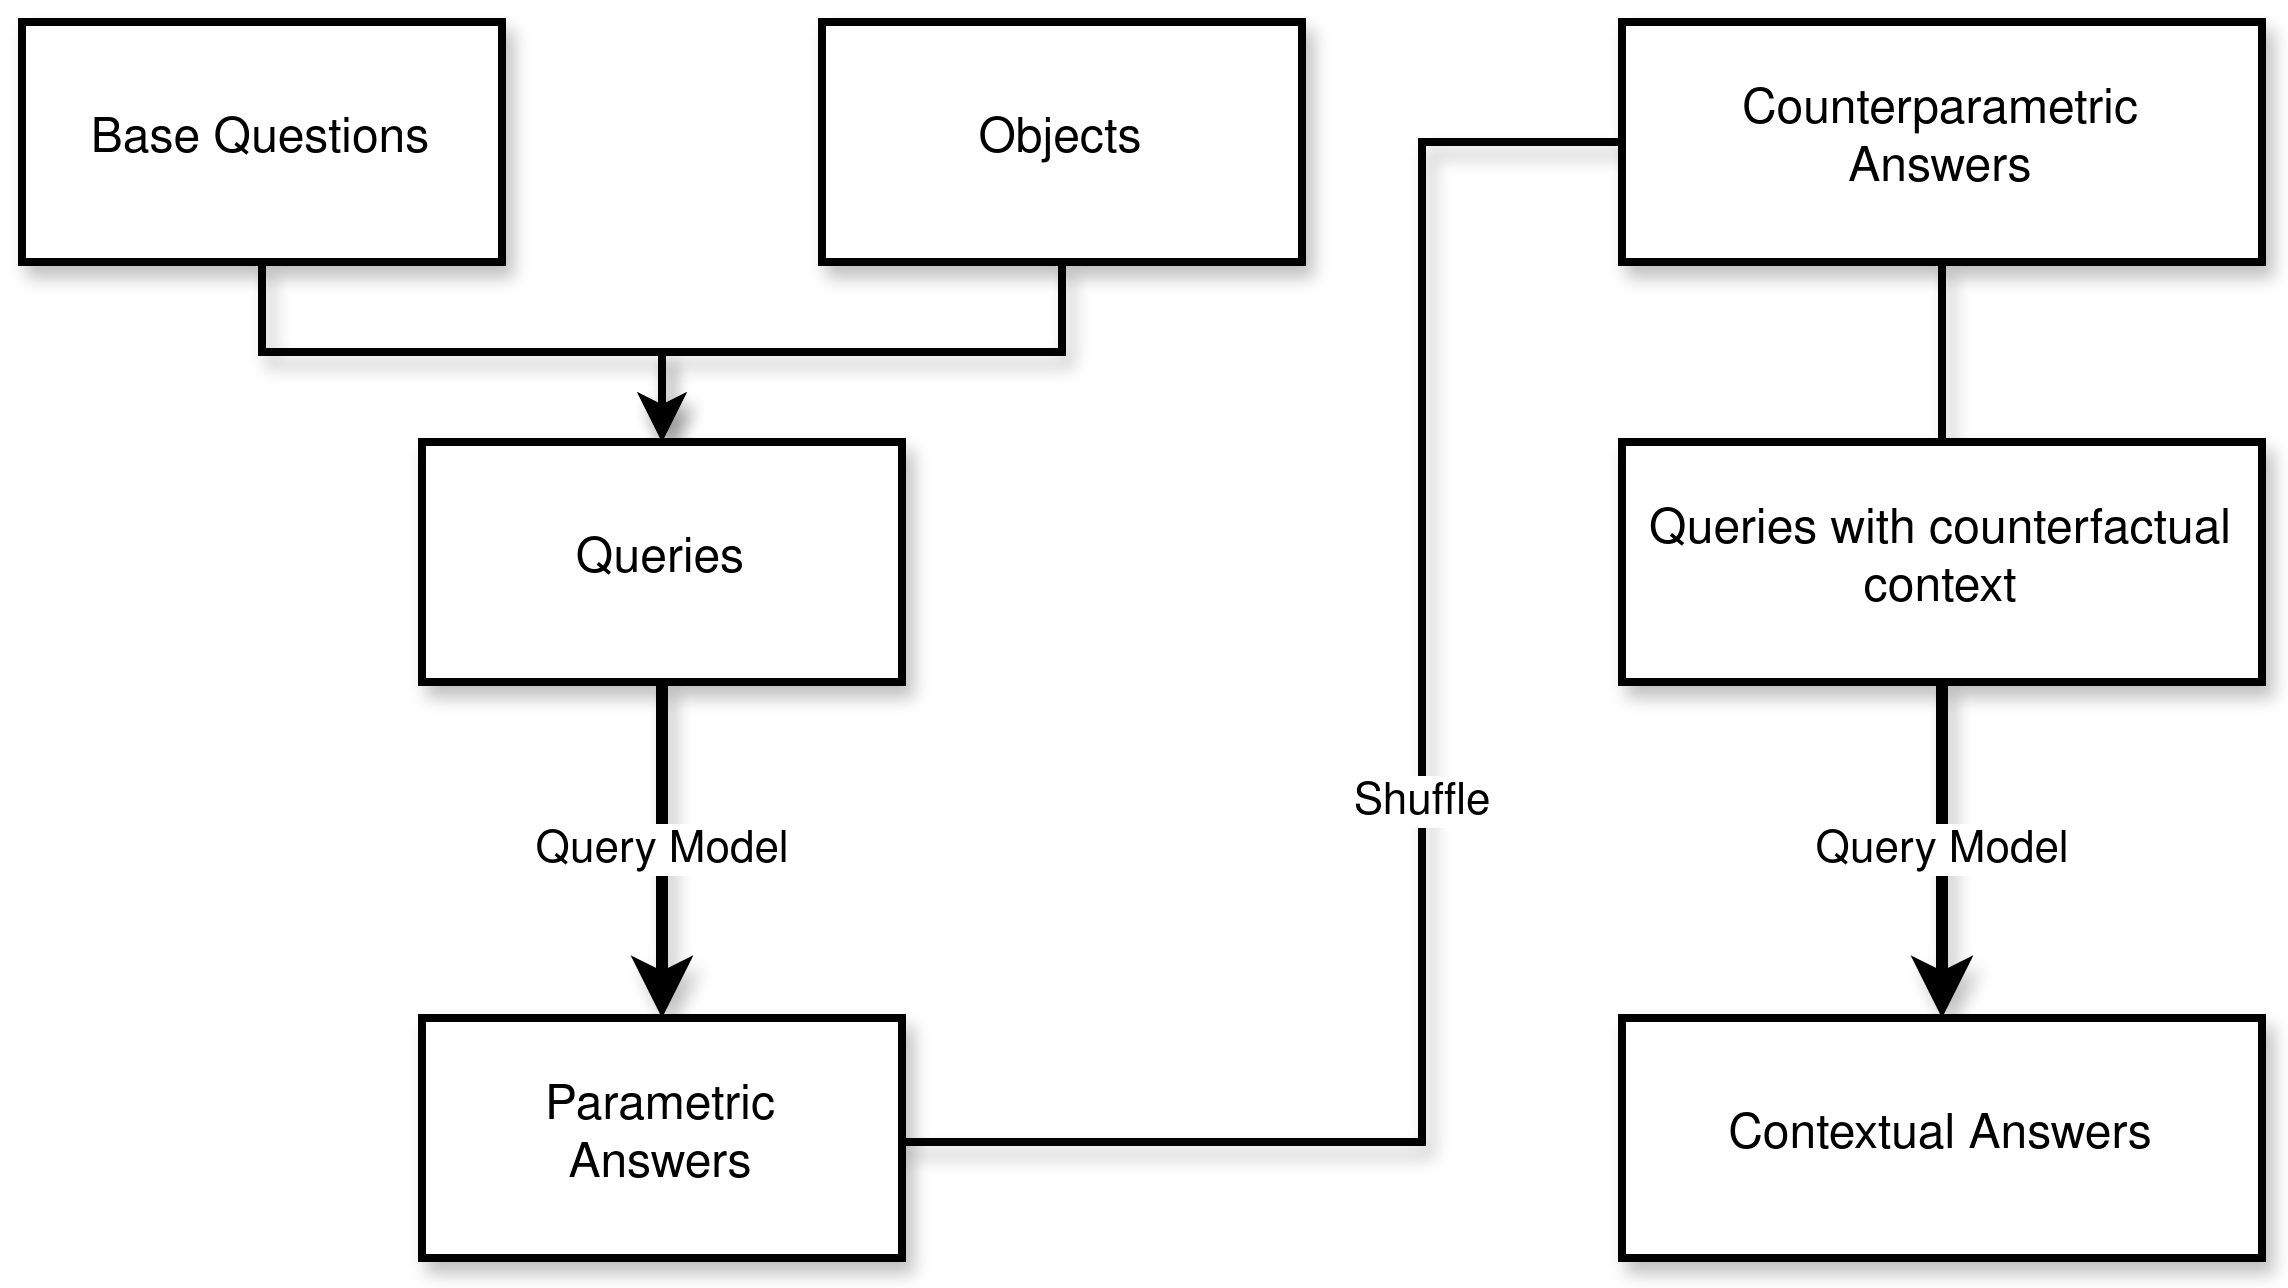 Base Questions
Objects
Counterparametric
Answers
Queries
Queries with counterfactual
context
Shuffle
Query Model
Query Model
Parametric
Answers
Contextual Answers